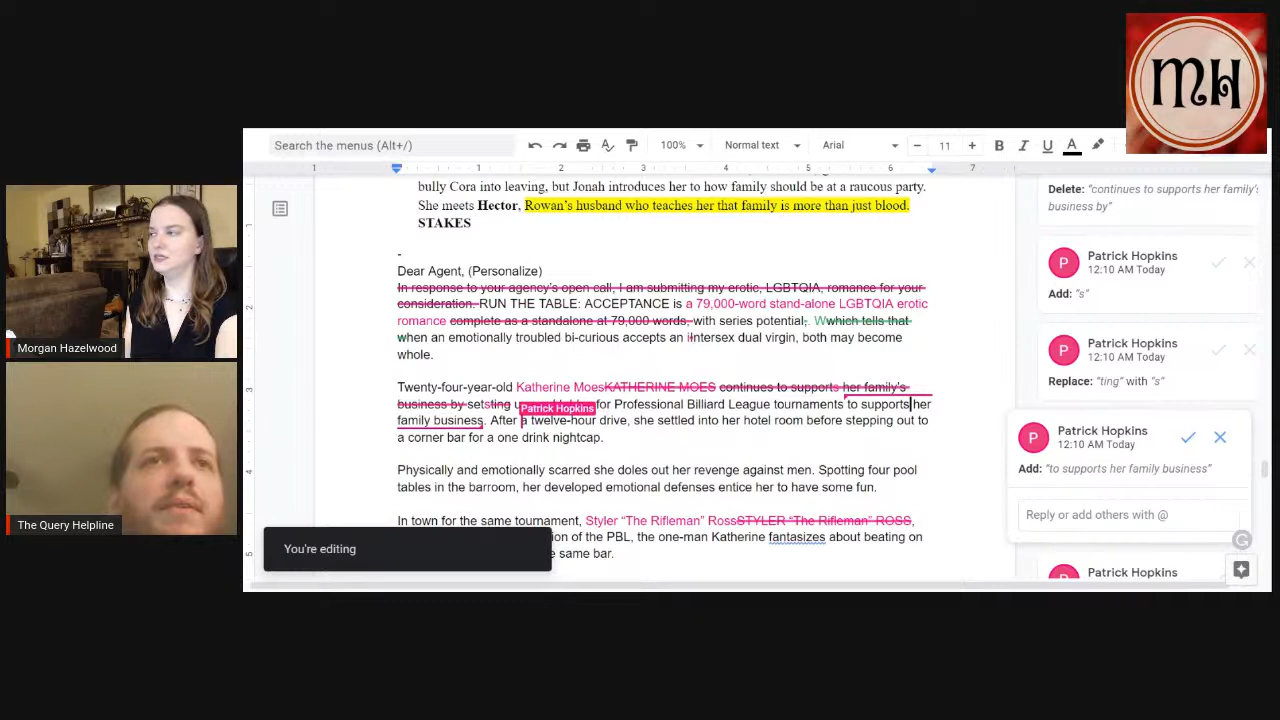 MH
Search the menus (Alt+/)
100%
Normal text
Arial
11
B I U A
1 1 2 3 4 5 6 7
bully Cora into leaving, but Jonah introduces her to how family should be at a raucous party.
She meets Hector, Rowan's husband who teaches her that family is more than just blood.
STAKES
-
Dear Agent, (Personalize)
In response to your agency's open call, I am submitting my erotic, LGBTQIA, romance for your
consideration. RUN THE TABLE: ACCEPTANCE is a 79,000-word stand-alone LGBTQIA erotic
romance complete as a standalone at 79,000 words, with series potential,. Wwhich tells that
when an emotionally troubled bi-curious accepts an iIntersex dual virgin, both may become
whole.
Twenty-four-year-old Katherine MoesKATHERINE MOES continues to supports her family's
business by setsting
Patrick Hopkins
for Professional Billiard League tournaments to supports her
family business. After a twelve-hour drive, she settled into her hotel room before stepping out to
a corner bar for a one drink nightcap.
Physically and emotionally scarred she doles out her revenge against men. Spotting four pool
tables in the barroom, her developed emotional defenses entice her to have some fun.
In town for the same tournament, Styler “The Rifleman” RossSTYLER “The Rifleman” ROSS,
ion of the PBL, the one-man Katherine fantasizes about beating on
same bar.
You're editing
Delete: “continues to supports her family's
business by”
P
Patrick Hopkins
12:10 AM Today
Add: “s”
P
Patrick Hopkins
12:10 AM Today
Replace: “ting” with “s”
P
Patrick Hopkins
12:10 AM Today
Add: “to supports her family business”
Reply or add others with @
Patrick Hopkins
Morgan Hazelwood
The Query Helpline